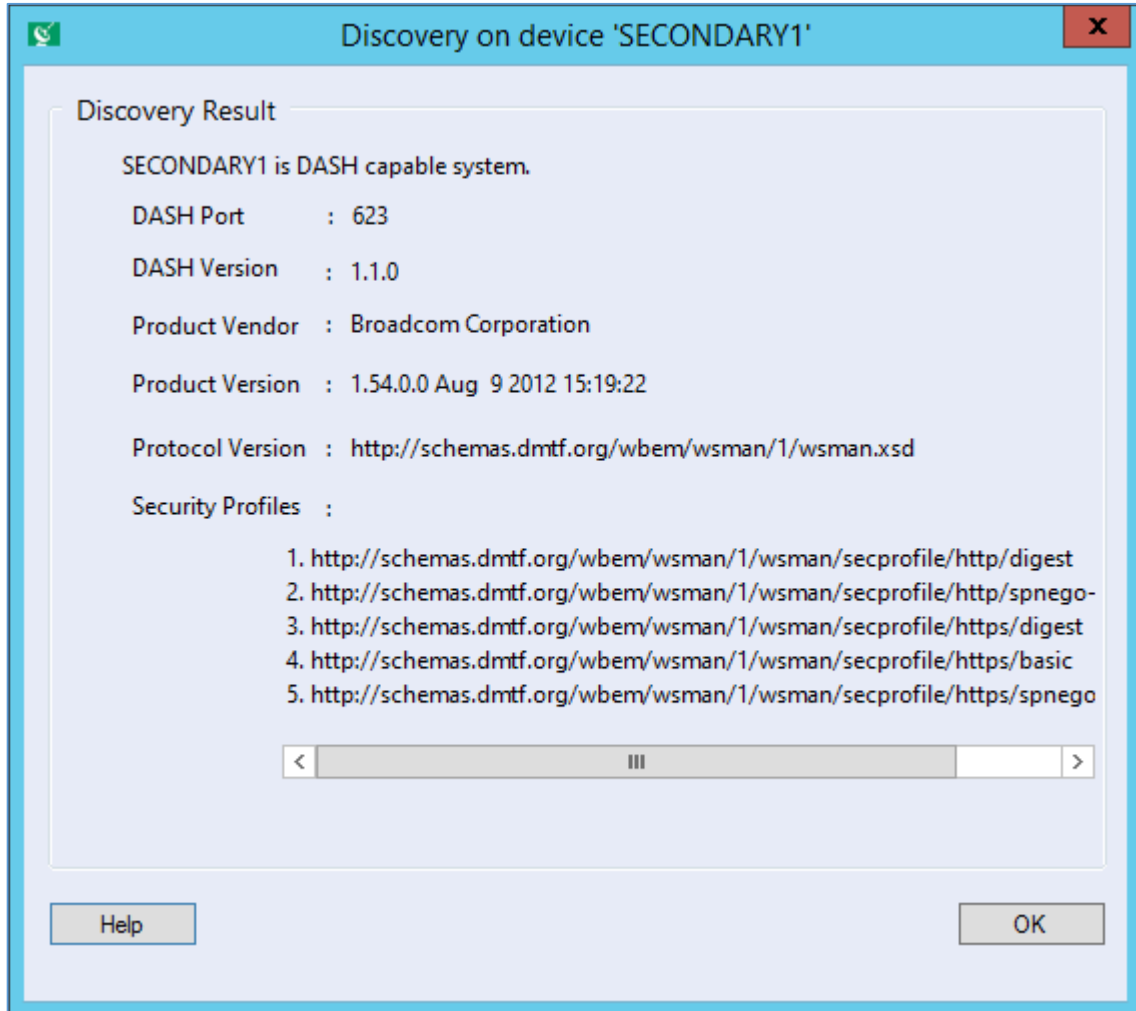 Discovery on device 'SECONDARY1'
x
Discovery Result
SECONDARY1 is DASH capable system.
DASH Port : 623
DASH Version : 1.1.0
Product Vendor : Broadcom Corporation
Product Version : 1.54.0.0 Aug  9 2012 15:19:22
Protocol Version : http://schemas.dmtf.org/wbem/wsman/1/wsman.xsd
Security Profiles :
1. http://schemas.dmtf.org/wbem/wsman/1/wsman/secprofile/http/digest
2. http://schemas.dmtf.org/wbem/wsman/1/wsman/secprofile/http/spnego-
3. http://schemas.dmtf.org/wbem/wsman/1/wsman/secprofile/https/digest
4. http://schemas.dmtf.org/wbem/wsman/1/wsman/secprofile/https/basic
5. http://schemas.dmtf.org/wbem/wsman/1/wsman/secprofile/https/spnego
Help OK